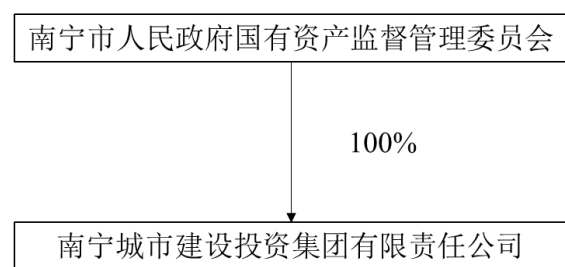 南宁市人民政府国有资产监督管理委员会
100%
南宁城市建设投资集团有限责任公司